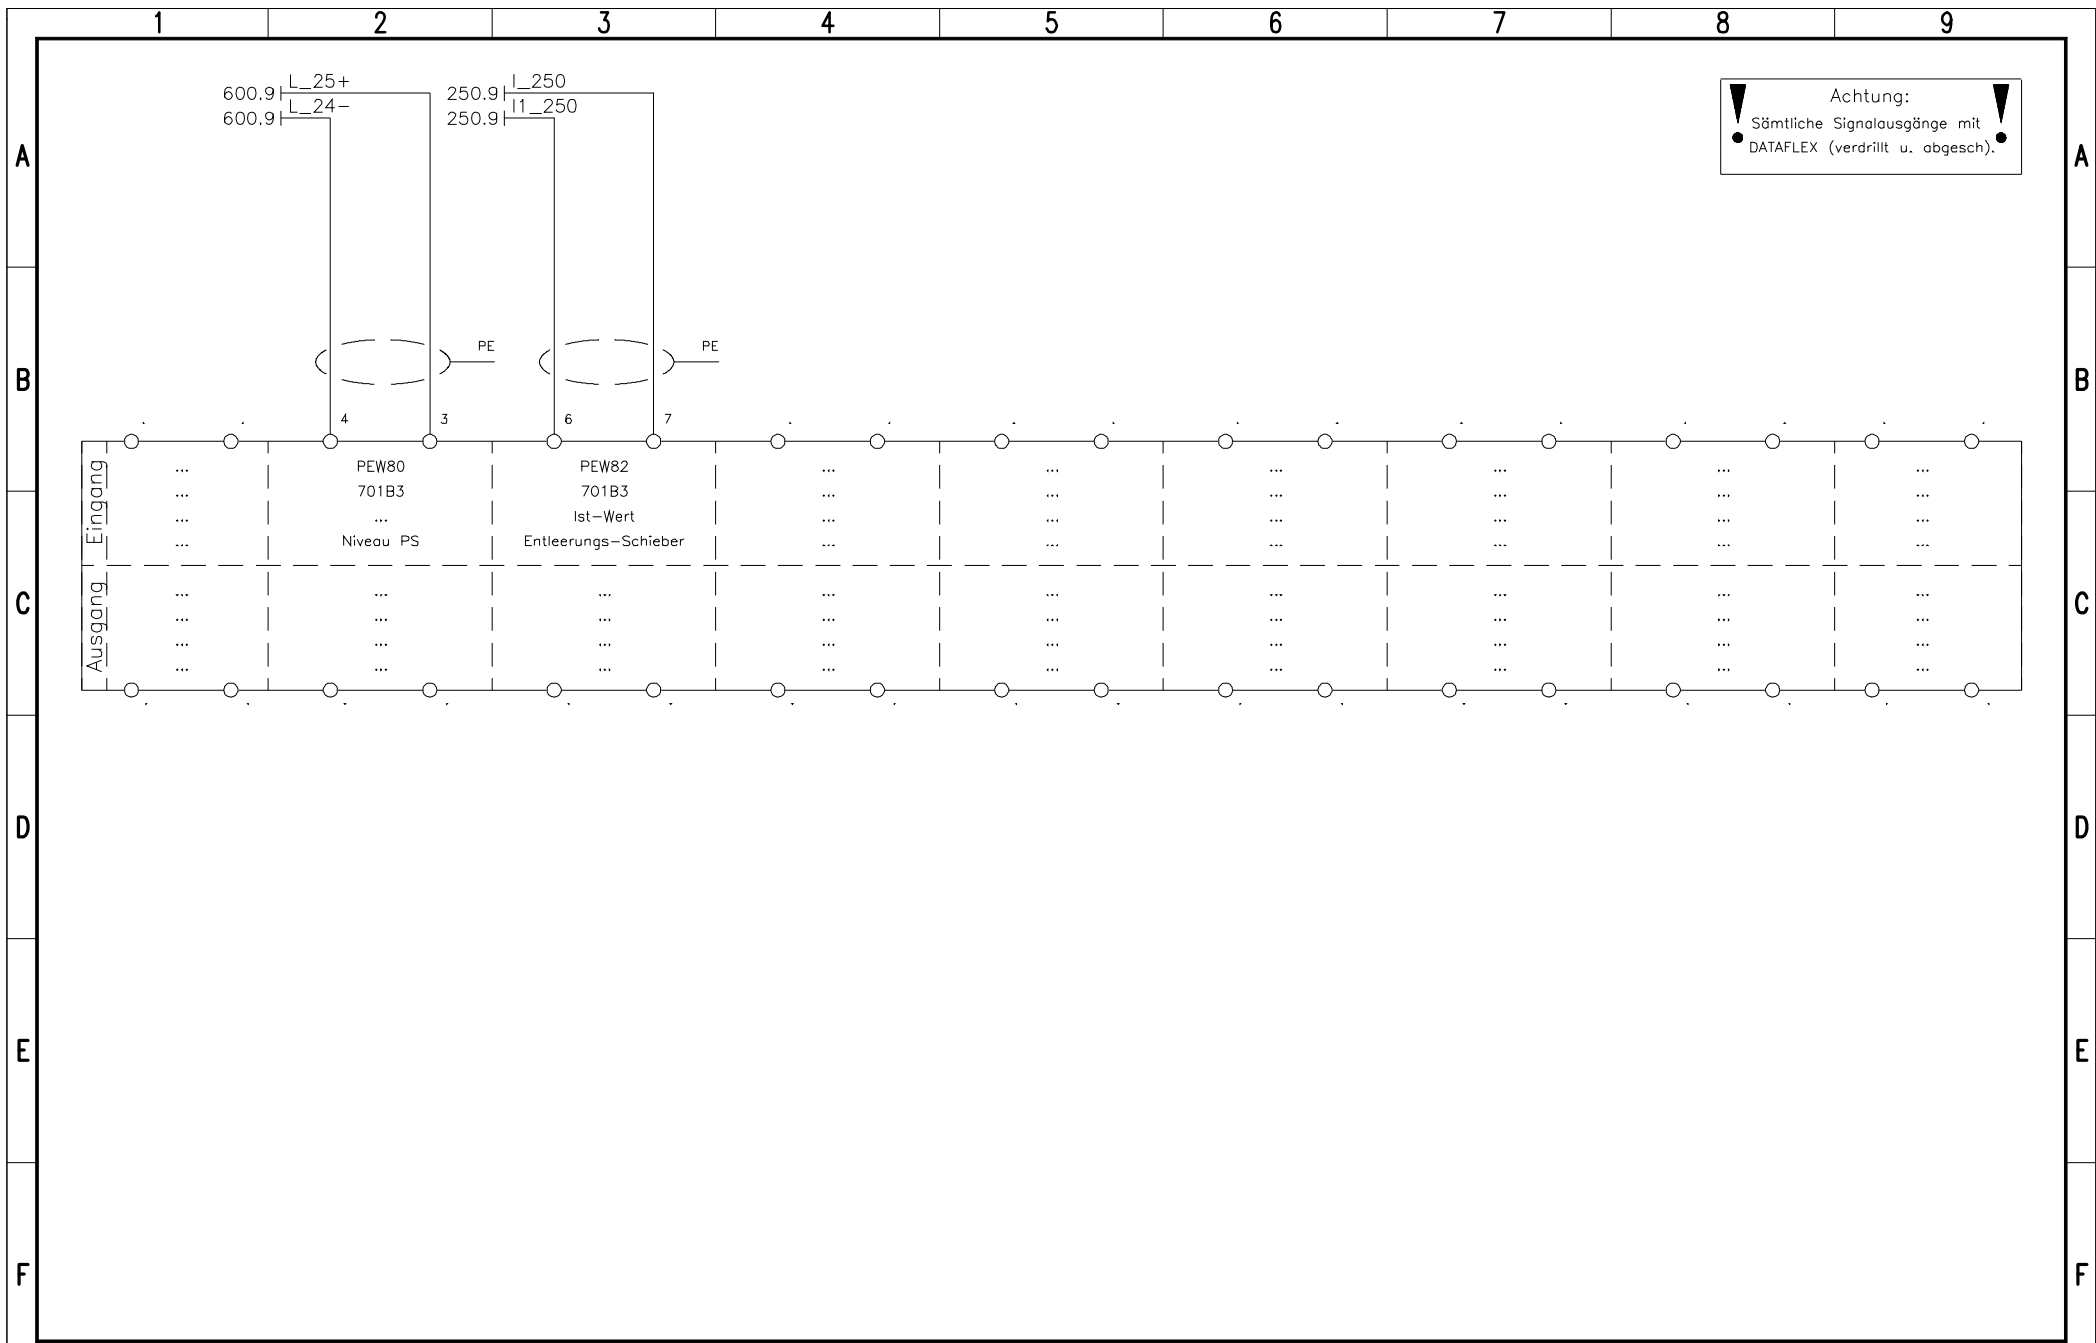 1 2 3 4 5 6 7 8 9
L_25+ I_250
600.9 250.9
L_24- I1_250
600.9 250.9
Achtung:
Sämtliche Signalausgänge mit
DATAFLEX (verdrillt u. abgesch).
A A
PE PE
B B
4 3 6 7
Eingang
... PEW80 PEW82 ... ... ... ... ... ...
... 701B3 701B3 ... ... ... ... ... ...
... ... Ist-Wert ... ... ... ... ... ...
... Niveau PS Entleerungs-Schieber ... ... ... ... ... ...
Ausgang
... ... ... ... ... ... ... ... ...
... ... ... ... ... ... ... ... ...
... ... ... ... ... ... ... ... ...
... ... ... ... ... ... ... ... ...
C C
D D
E E
F F